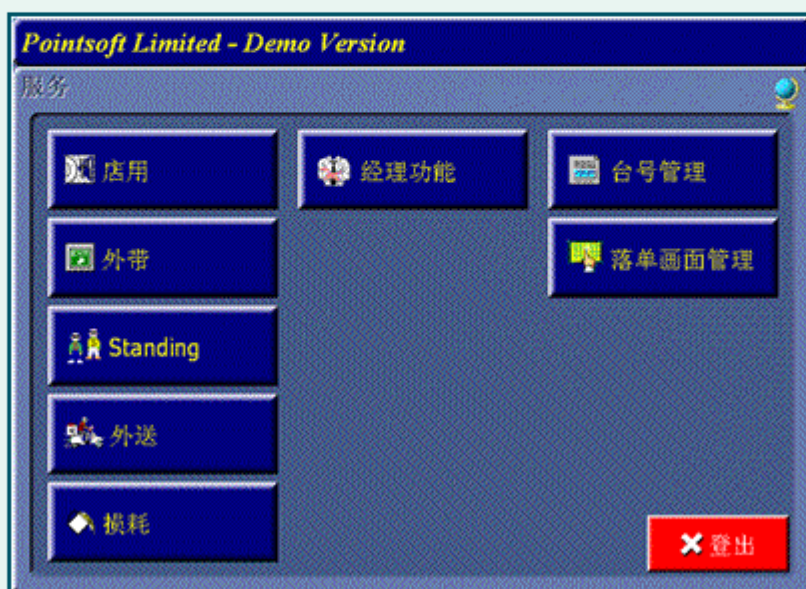 Pointsoft Limited - Demo Version
服务
店用
经理功能
台号管理
外带
落单画面管理
Standing
外送
损耗
登出